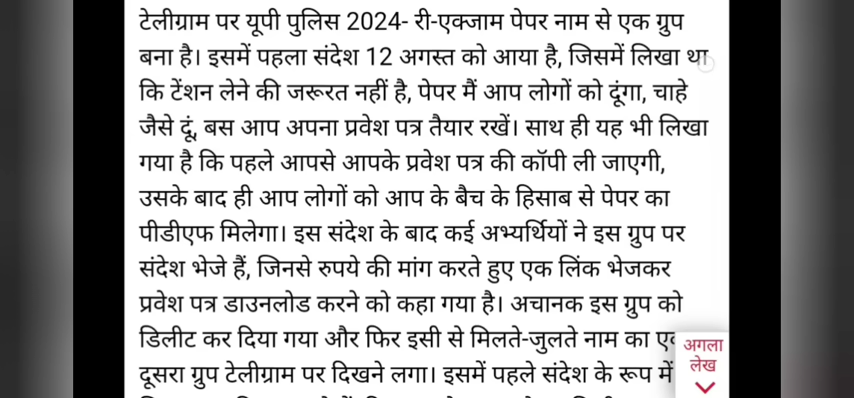 टेलीग्राम पर यूपी पुलिस 2024- री-एक्जाम पेपर नाम से एक ग्रुप
बना है। इसमें पहला संदेश 12 अगस्त को आया है, जिसमें लिखा था
कि टेंशन लेने की जरूरत नहीं है, पेपर मैं आप लोगों को दूंगा, चाहे
जैसे दूं, बस आप अपना प्रवेश पत्र तैयार रखें। साथ ही यह भी लिखा
गया है कि पहले आपसे आपके प्रवेश पत्र की कॉपी ली जाएगी,
उसके बाद ही आप लोगों को आप के बैच के हिसाब से पेपर का
पीडीएफ मिलेगा। इस संदेश के बाद कई अभ्यर्थियों ने इस ग्रुप पर
संदेश भेजे हैं, जिनसे रुपये की मांग करते हुए एक लिंक भेजकर
प्रवेश पत्र डाउनलोड करने को कहा गया है। अचानक इस ग्रुप को
डिलीट कर दिया गया और फिर इसी से मिलते-जुलते नाम का
दूसरा ग्रुप टेलीग्राम पर दिखने लगा। इसमें पहले संदेश के रूप में
अगला
लेख